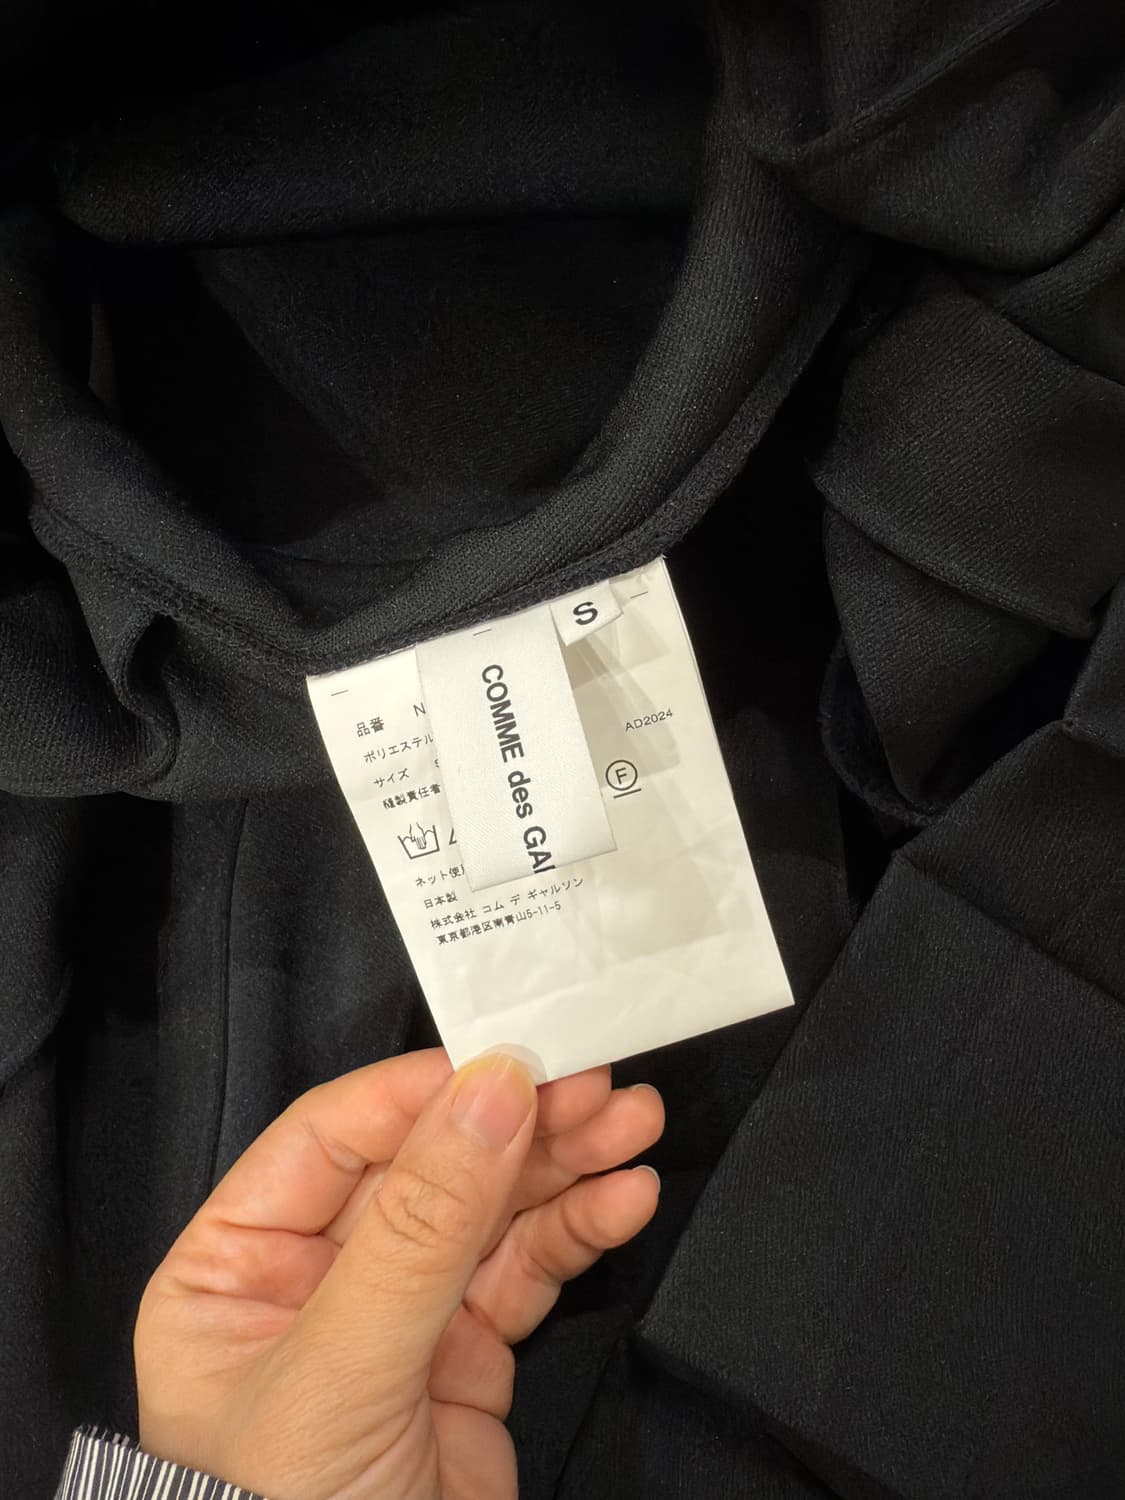 S
COMME des GA
品番 N
AD2024
ポリエステル
サイズ
縫製責任者
F
ネット使
日本製
株式会社 コム デ ギャルソン
東京都港区南青山5-11-5